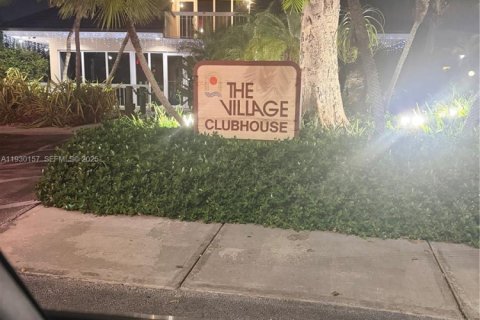 THE
VILLAGE
CLUBHOUSE
A11930157 SEFMLS 2025